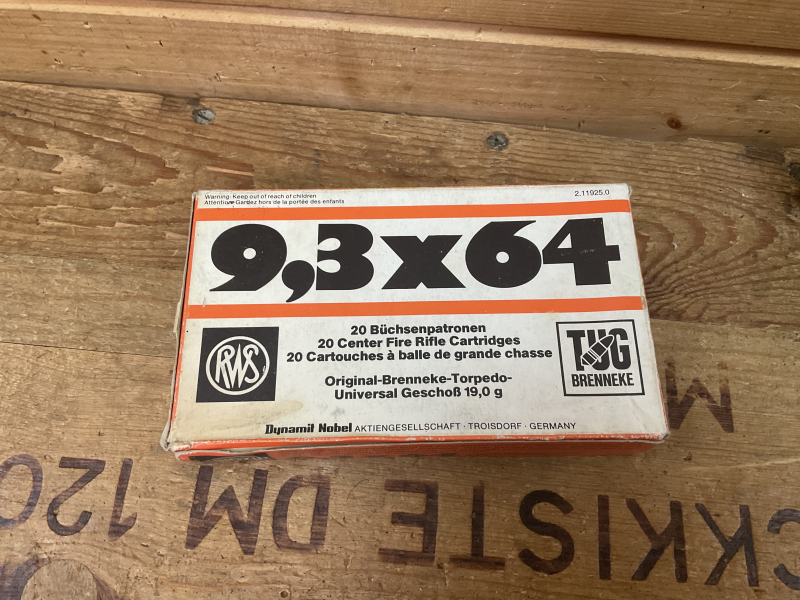 Warning: Keep out of reach of children
Attention: Gardez hors de la portée des enfants
2.11925.0
9,3x64
20 Büchsenpatronen
20 Center Fire Rifle Cartridges
20 Cartouches à balle de grande chasse
Original-Brenneke-Torpedo-
Universal Geschoß 19,0 g
RWS
TUG
BRENNEKE
Dynamit Nobel AKTIENGESELLSCHAFT · TROISDORF · GERMANY
CKKISTE
DM 120